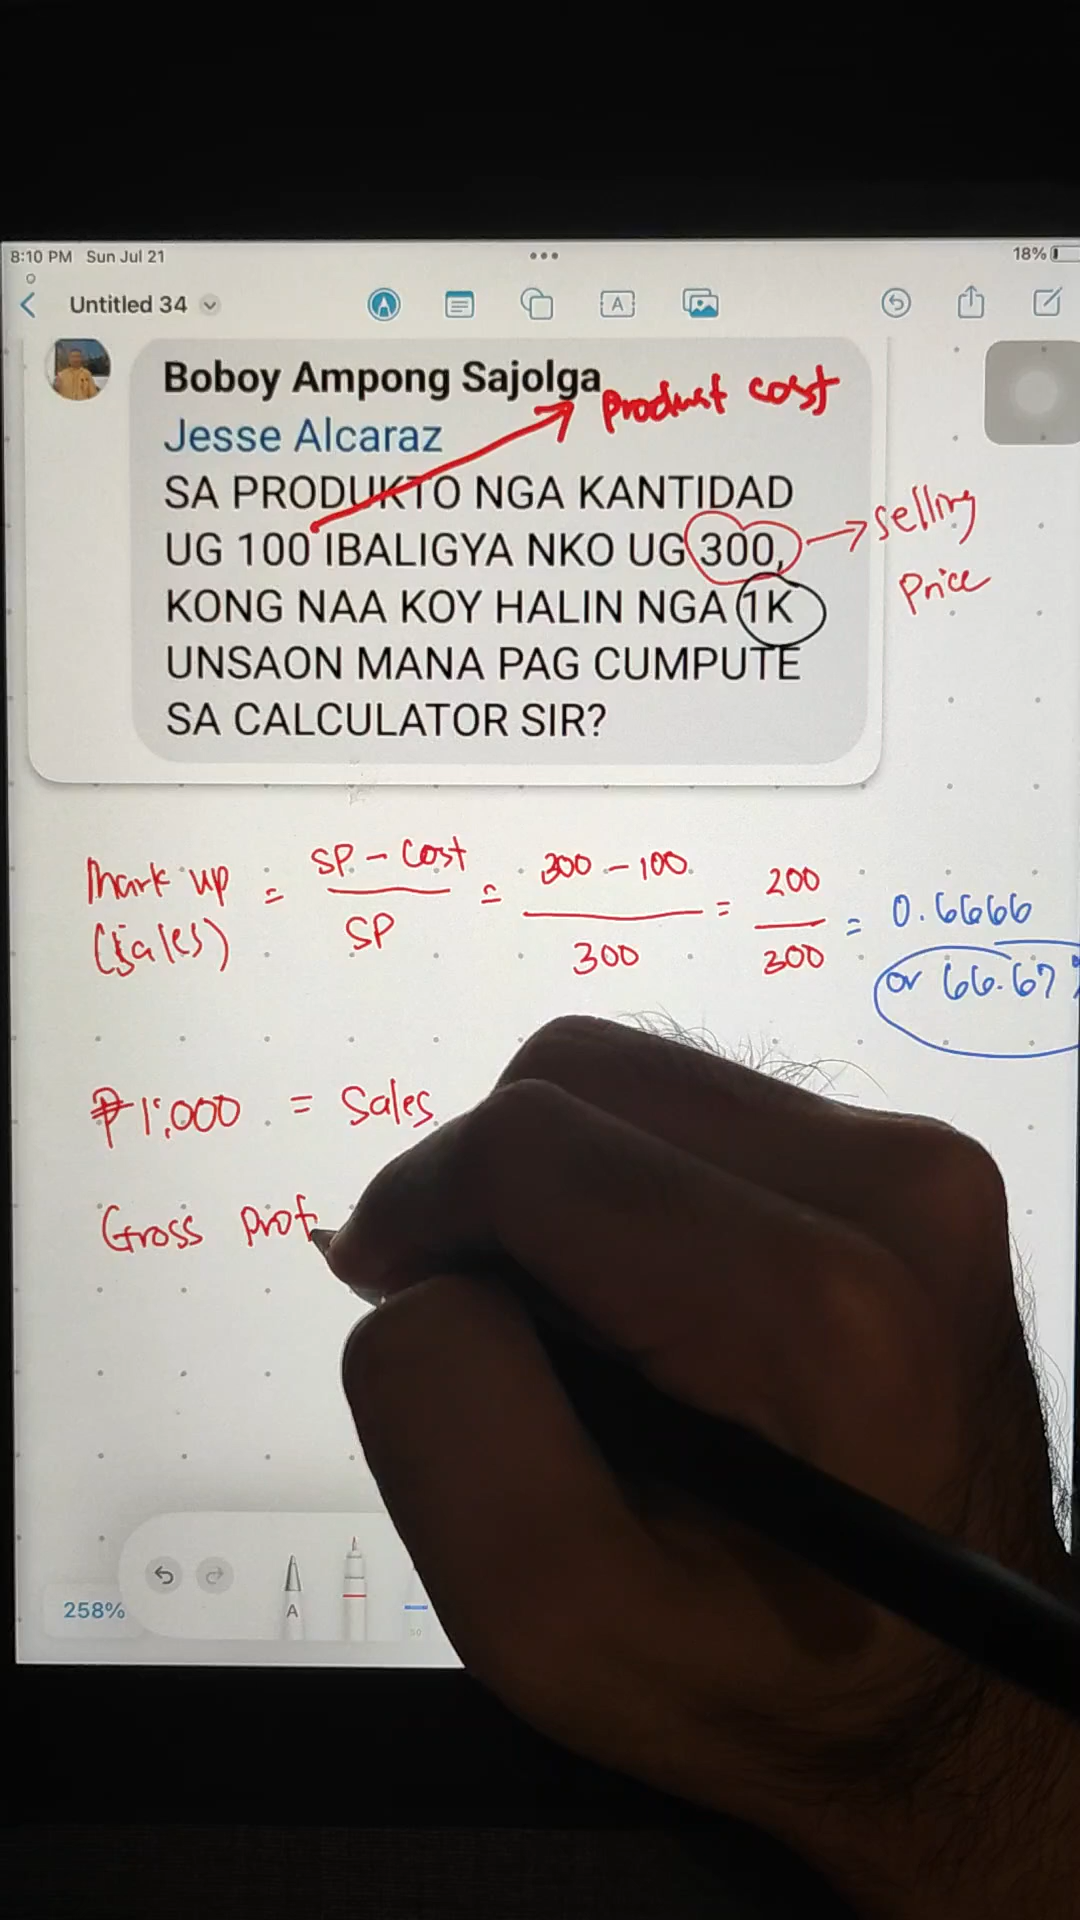 8:10 PM Sun Jul 21
18%
Untitled 34
A
Boboy Ampong Sajolga
product cost
Jesse Alcaraz
SA PRODUKTO NGA KANTIDAD
UG 100 IBALIGYA NKO UG 300,
selling
Price
KONG NAA KOY HALIN NGA 1K
UNSAON MANA PAG CUMPUTE
SA CALCULATOR SIR?
Mark up (Sales) = SP - Cost / SP = 300 - 100 / 300 = 200 / 300 = 0.6666
or 66.67%
₱1,000 = Sales
Gross Prof
258%
A
50